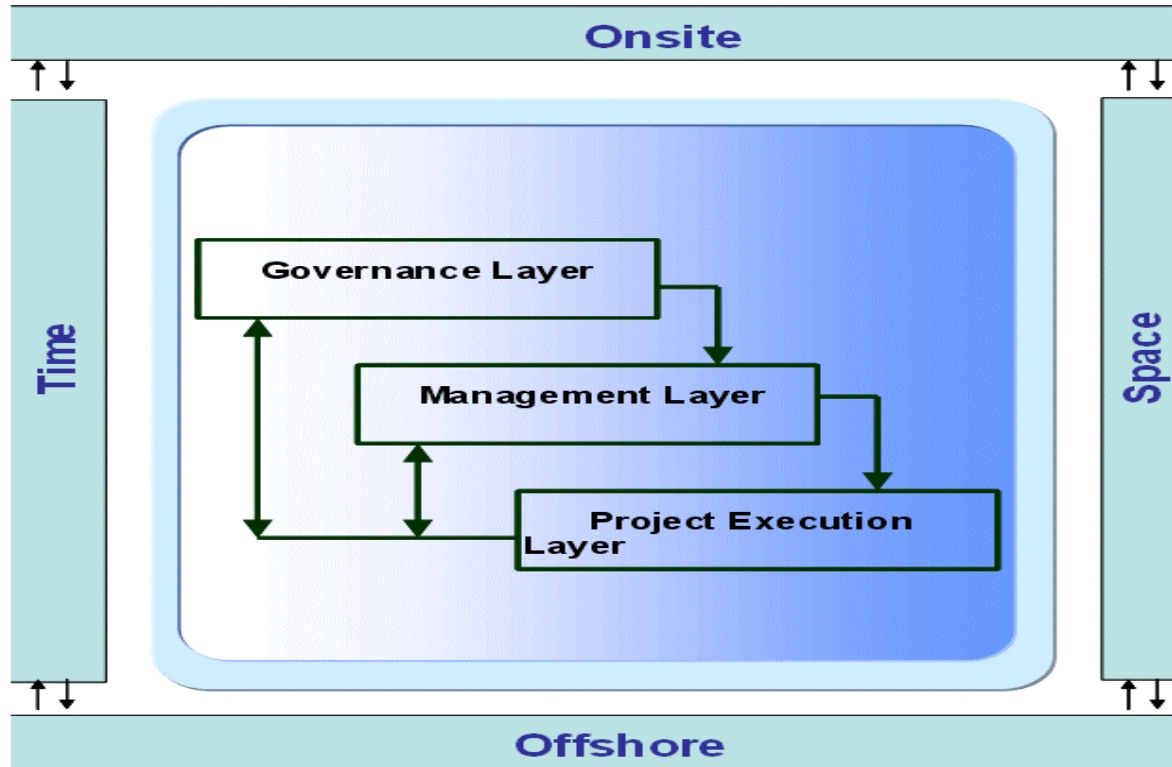 Onsite
Time
Governance Layer
Management Layer
Project Execution
Layer
Space
Offshore